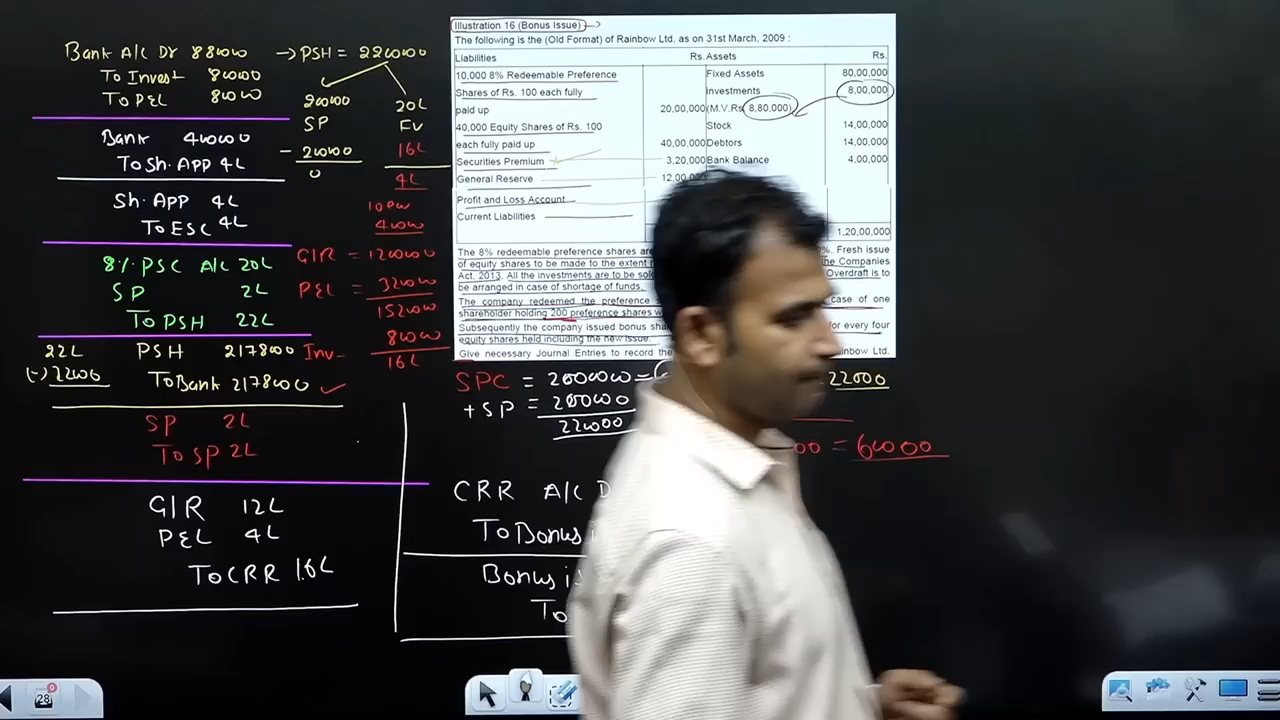 Bank A/C Dr 880000 → PSH = 2200000
To Invest 800000
To P&L 80000
200000 20L
SP FV
- 200000 16L
0 4L
Bank 400000
To Sh. App 4L
Sh. App 4L
To ESC 4L
8% PSC A/C 20L
SP 2L
To PSH 22L
22L
(-) 22000
PSH 2178000
To Bank 2178000
SP 2L
To SP 2L
G/R 12L
P&L 4L
To CRR 16L
G/R = 1200000
P&L = 320000
1520000
Inv- 80000
16L
Illustration 16 (Bonus Issue)
The following is the (Old Format) of Rainbow Ltd. as on 31st March, 2009 :
Liabilities Rs. Assets Rs.
10,000 8% Redeemable Preference Fixed Assets 80,00,000
Shares of Rs. 100 each fully investments 8,00,000
paid up 20,00,000 (M.V.Rs 8,80,000)
40,000 Equity Shares of Rs. 100 Stock 14,00,000
each fully paid up 40,00,000 Debtors 14,00,000
Securities Premium 3,20,000 Bank Balance 4,00,000
General Reserve 12,00,000
Profit and Loss Account
Current Liabilities
1,20,00,000
The 8% redeemable preference shares are %. Fresh issue
of equity shares to be made to the extent Companies
Act, 2013. All the investments are to be sold Overdraft is to
be arranged in case of shortage of funds.
The company redeemed the preference case of one
shareholder holding 200 preference shares
Subsequently the company issued bonus for every four
equity shares held including the new issue.
Give necessary Journal Entries to record the Ltd.
SPC = 2000000 = 22000
+ SP = 200000
220000
00 = 60000
CRR A/C D
To Bonus
Bonus
To
28